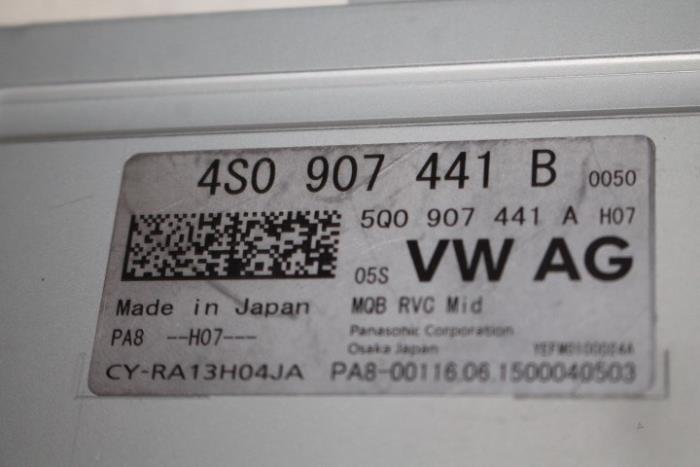 4S0 907 441 B 0050
5Q0 907 441 A H07
05S VW AG
Made in Japan MQB RVC Mid
PA8 --H07--- Panasonic Corporation
Osaka Japan
CY-RA13H04JA PA8-00116.06.1500040503